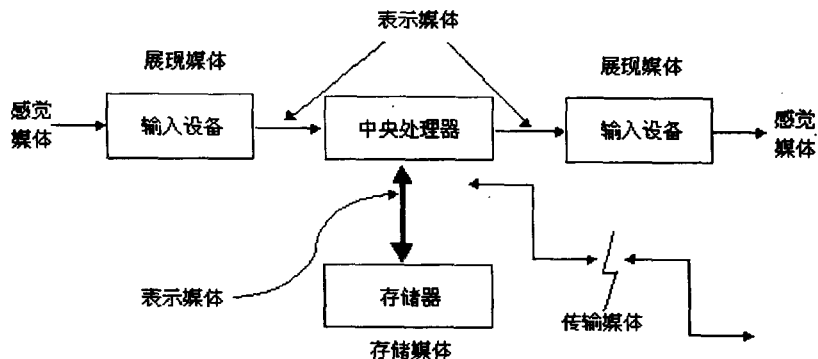 表示媒体
展现媒体
展现媒体
感觉
媒体
输入设备
中央处理器
输入设备
感觉
媒体
表示媒体
存储器
传输媒体
存储媒体